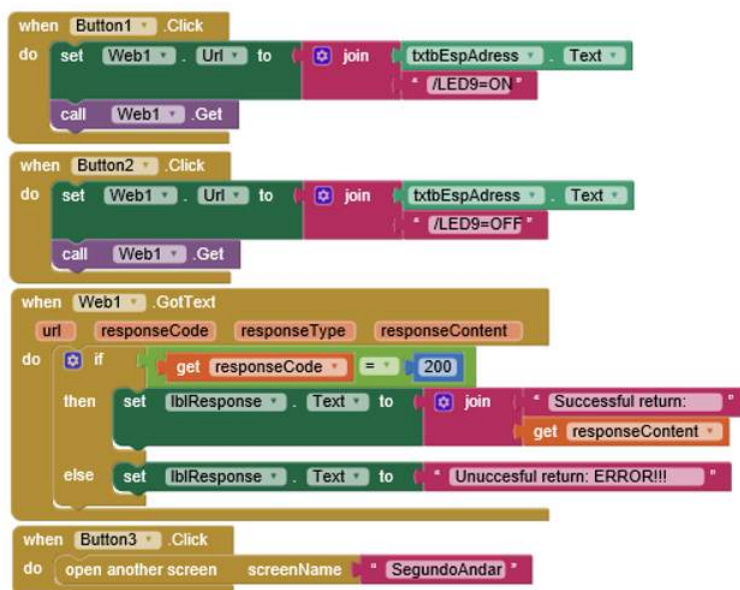 when Button1 .Click
do set Web1 . Url to join txtbEspAdress . Text
" /LED9=ON "
call Web1 .Get
when Button2 .Click
do set Web1 . Url to join txtbEspAdress . Text
" /LED9=OFF "
call Web1 .Get
when Web1 .GotText
url responseCode responseType responseContent
do if get responseCode = 200
then set lblResponse . Text to join " Successful return: "
get responseContent
else set lblResponse . Text to " Unuccesful return: ERROR!!! "
when Button3 .Click
do open another screen screenName " SegundoAndar "